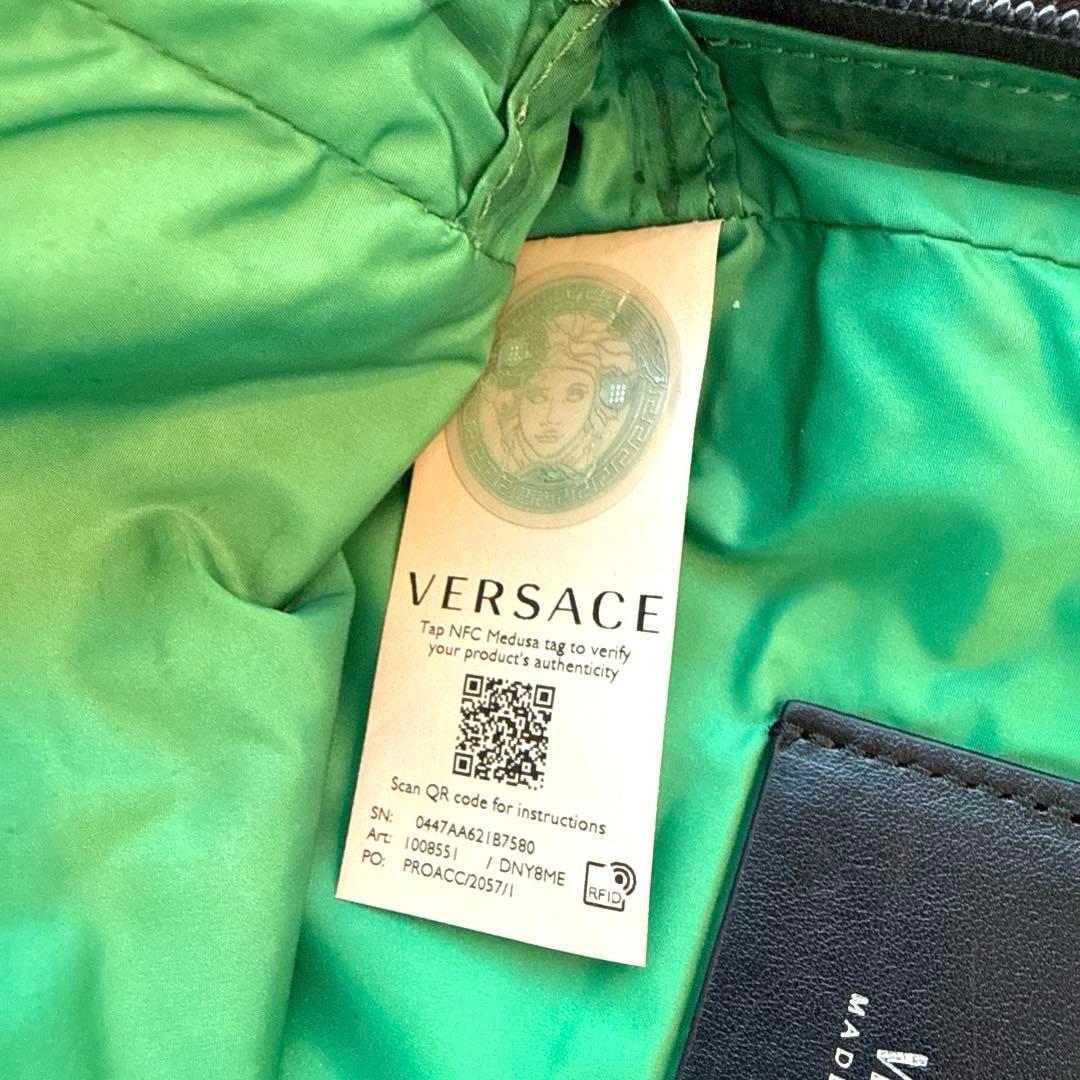 VERSACE
Tap NFC Medusa tag to verify
your product's authenticity
Scan QR code for instructions
SN: 0447AA621B7580
Art: 1008551 / DNY8ME
PO: PROACC/2057/1
RFID
MADE